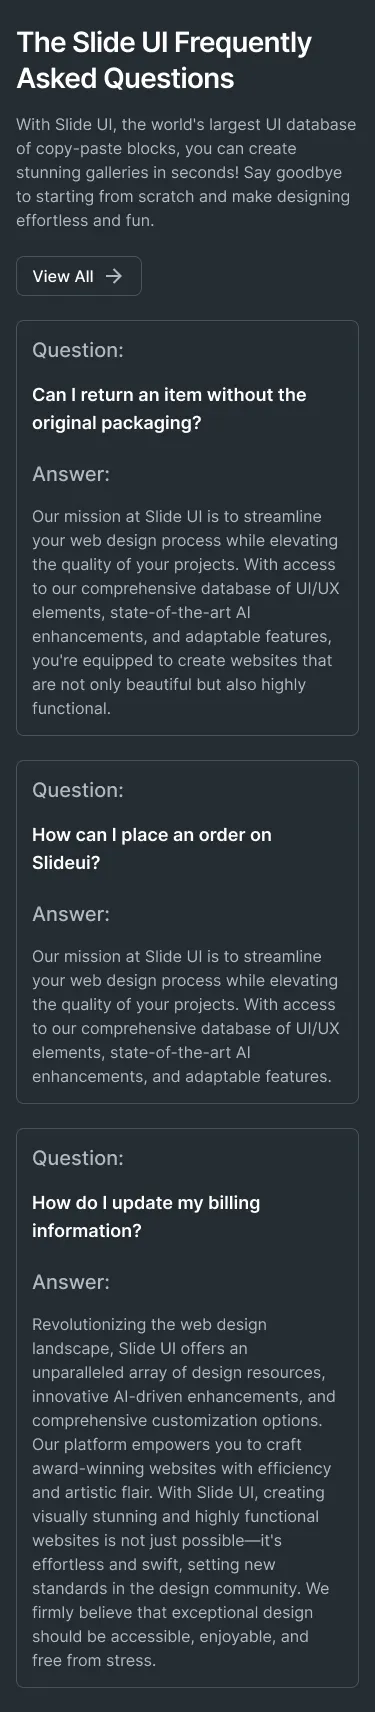 The Slide UI Frequently
Asked Questions
With Slide UI, the world's largest UI database
of copy-paste blocks, you can create
stunning galleries in seconds! Say goodbye
to starting from scratch and make designing
effortless and fun.
View All
Question:
Can I return an item without the
original packaging?
Answer:
Our mission at Slide UI is to streamline
your web design process while elevating
the quality of your projects. With access
to our comprehensive database of UI/UX
elements, state-of-the-art AI
enhancements, and adaptable features,
you're equipped to create websites that
are not only beautiful but also highly
functional.
Question:
How can I place an order on
Slideui?
Answer:
Our mission at Slide UI is to streamline
your web design process while elevating
the quality of your projects. With access
to our comprehensive database of UI/UX
elements, state-of-the-art AI
enhancements, and adaptable features.
Question:
How do I update my billing
information?
Answer:
Revolutionizing the web design
landscape, Slide UI offers an
unparalleled array of design resources,
innovative AI-driven enhancements, and
comprehensive customization options.
Our platform empowers you to craft
award-winning websites with efficiency
and artistic flair. With Slide UI, creating
visually stunning and highly functional
websites is not just possible—it's
effortless and swift, setting new
standards in the design community. We
firmly believe that exceptional design
should be accessible, enjoyable, and
free from stress.